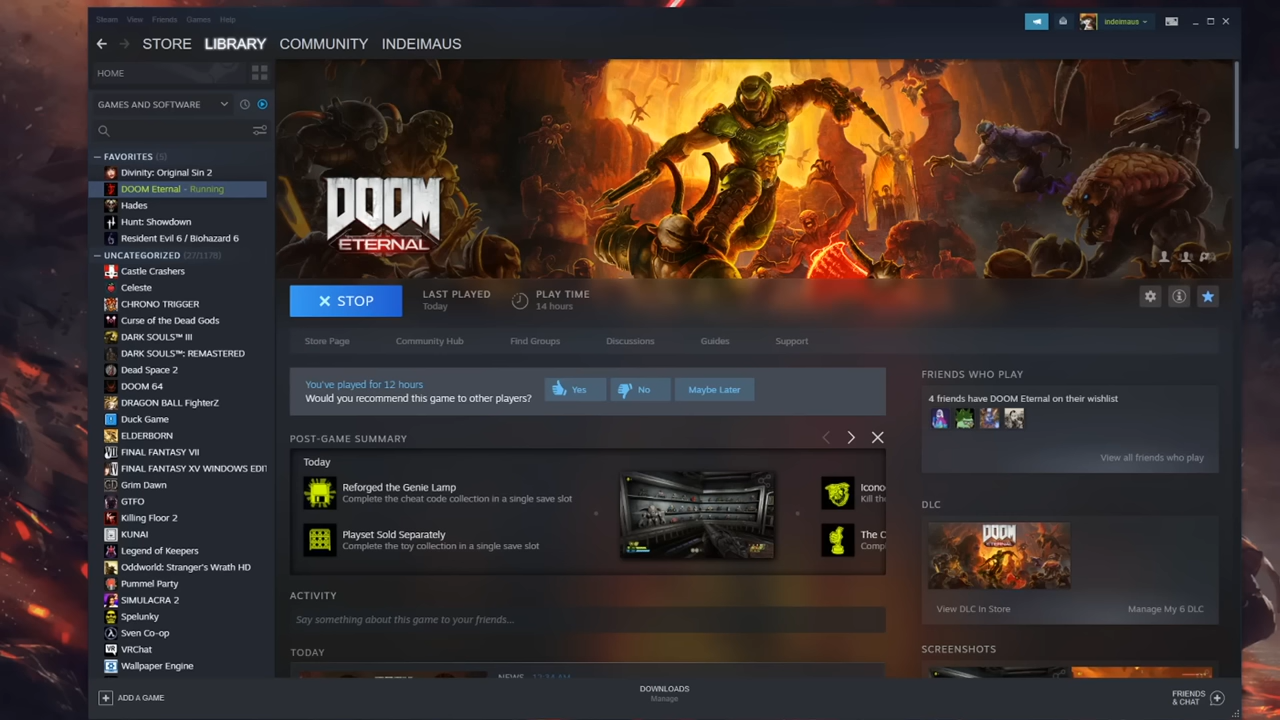 Steam View Friends Games Help
indeimaus
STORE LIBRARY COMMUNITY INDEIMAUS
HOME
GAMES AND SOFTWARE
FAVORITES (5)
Divinity: Original Sin 2
DOOM Eternal - Running
Hades
Hunt: Showdown
Resident Evil 6 / Biohazard 6
UNCATEGORIZED (27/1178)
Castle Crashers
Celeste
CHRONO TRIGGER
Curse of the Dead Gods
DARK SOULS™ III
DARK SOULS™: REMASTERED
Dead Space 2
DOOM 64
DRAGON BALL FighterZ
Duck Game
ELDERBORN
FINAL FANTASY VII
FINAL FANTASY XV WINDOWS EDIT
Grim Dawn
GTFO
Killing Floor 2
KUNAI
Legend of Keepers
Oddworld: Stranger's Wrath HD
Pummel Party
SIMULACRA 2
Spelunky
Sven Co-op
VRChat
Wallpaper Engine
ADD A GAME
DOOM
ETERNAL
STOP
LAST PLAYED
Today
PLAY TIME
14 hours
Store Page Community Hub Find Groups Discussions Guides Support
You've played for 12 hours
Would you recommend this game to other players?
Yes No Maybe Later
POST-GAME SUMMARY
Today
Reforged the Genie Lamp
Complete the cheat code collection in a single save slot
Playset Sold Separately
Complete the toy collection in a single save slot
Icono
Kill th
The C
Comp
ACTIVITY
Say something about this game to your friends...
TODAY
NEWS
FRIENDS WHO PLAY
4 friends have DOOM Eternal on their wishlist
View all friends who play
DLC
DOOM
ETERNAL
View DLC In Store
Manage My 6 DLC
SCREENSHOTS
DOWNLOADS
Manage
FRIENDS
& CHAT